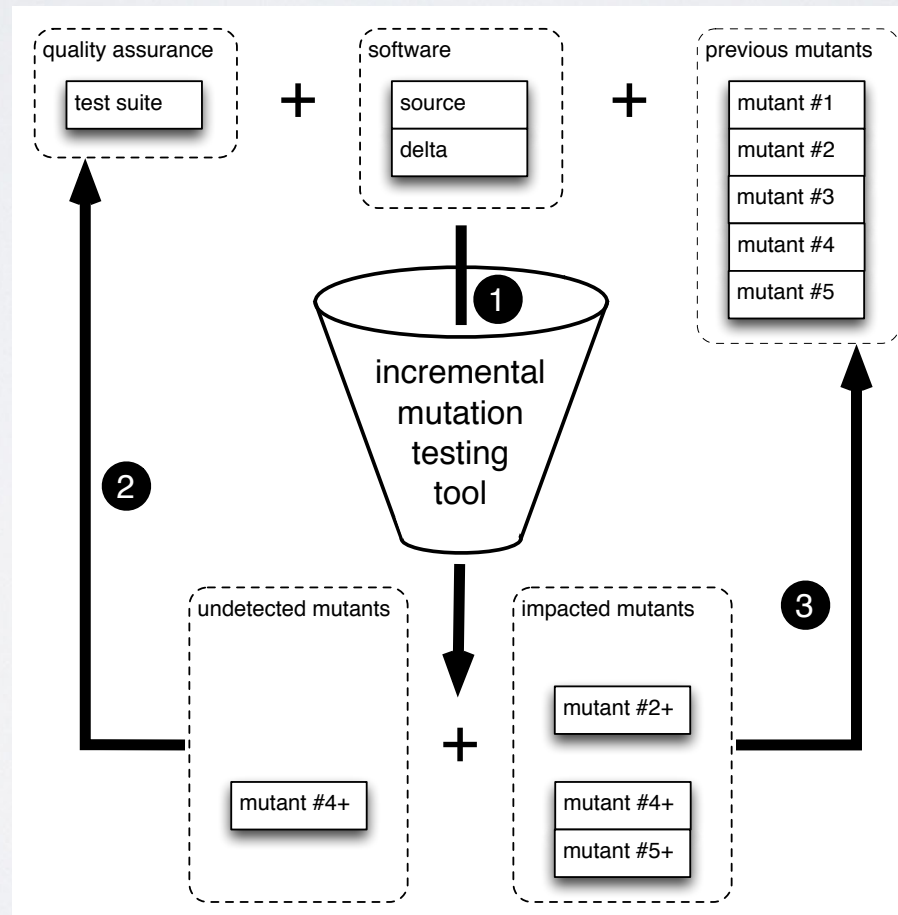 quality assurance
test suite
+
software
source
delta
+
previous mutants
mutant #1
mutant #2
mutant #3
mutant #4
mutant #5
1
incremental
mutation
testing
tool
2
3
undetected mutants
mutant #4+
+
impacted mutants
mutant #2+
mutant #4+
mutant #5+